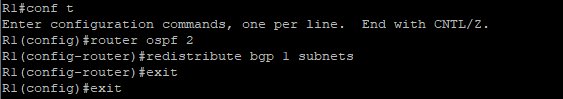 R1#conf t
Enter configuration commands, one per line.  End with CNTL/Z.
R1(config)#router ospf 2
R1(config-router)#redistribute bgp 1 subnets
R1(config-router)#exit
R1(config)#exit